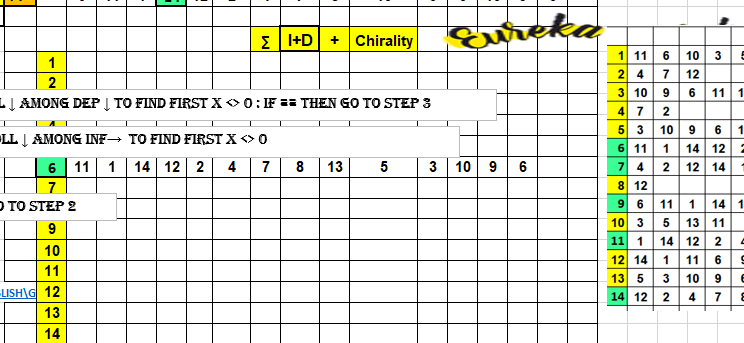 Σ I+D + Chirality
Eureka
1
2
L ↓ AMONG DEP ↓ TO FIND FIRST X <> 0 : IF == THEN GO TO STEP 3
LL ↓ AMONG INF→ TO FIND FIRST X <> 0
6 11 1 14 12 2 4 7 8 13 5 3 10 9 6
7
O TO STEP 2
9
10
11
LISH\G 12
13
14
1 11 6 10 3
2 4 7 12
3 10 9 6 11 1
4 7 2
5 3 10 9 6 1
6 11 1 14 12 2
7 4 2 12 14
8 12
9 6 11 1 14 1
10 3 5 13 11
11 1 14 12 2 4
12 14 1 11 6 9
13 5 3 10 9 6
14 12 2 4 7 8